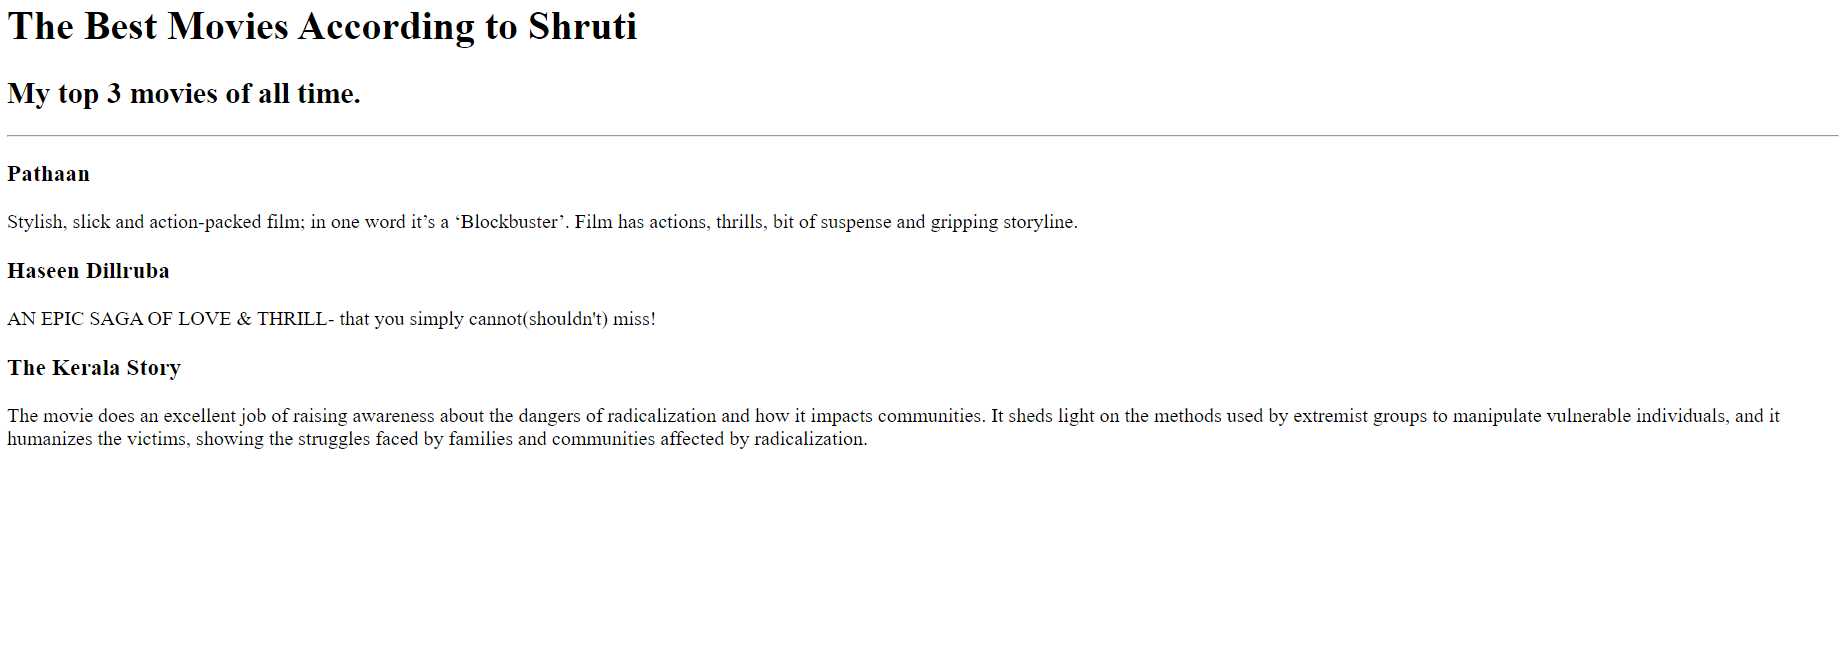 The Best Movies According to Shruti
My top 3 movies of all time.
Pathaan
Stylish, slick and action-packed film; in one word it’s a ‘Blockbuster’. Film has actions, thrills, bit of suspense and gripping storyline.
Haseen Dillruba
AN EPIC SAGA OF LOVE & THRILL- that you simply cannot(shouldn't) miss!
The Kerala Story
The movie does an excellent job of raising awareness about the dangers of radicalization and how it impacts communities. It sheds light on the methods used by extremist groups to manipulate vulnerable individuals, and it
humanizes the victims, showing the struggles faced by families and communities affected by radicalization.